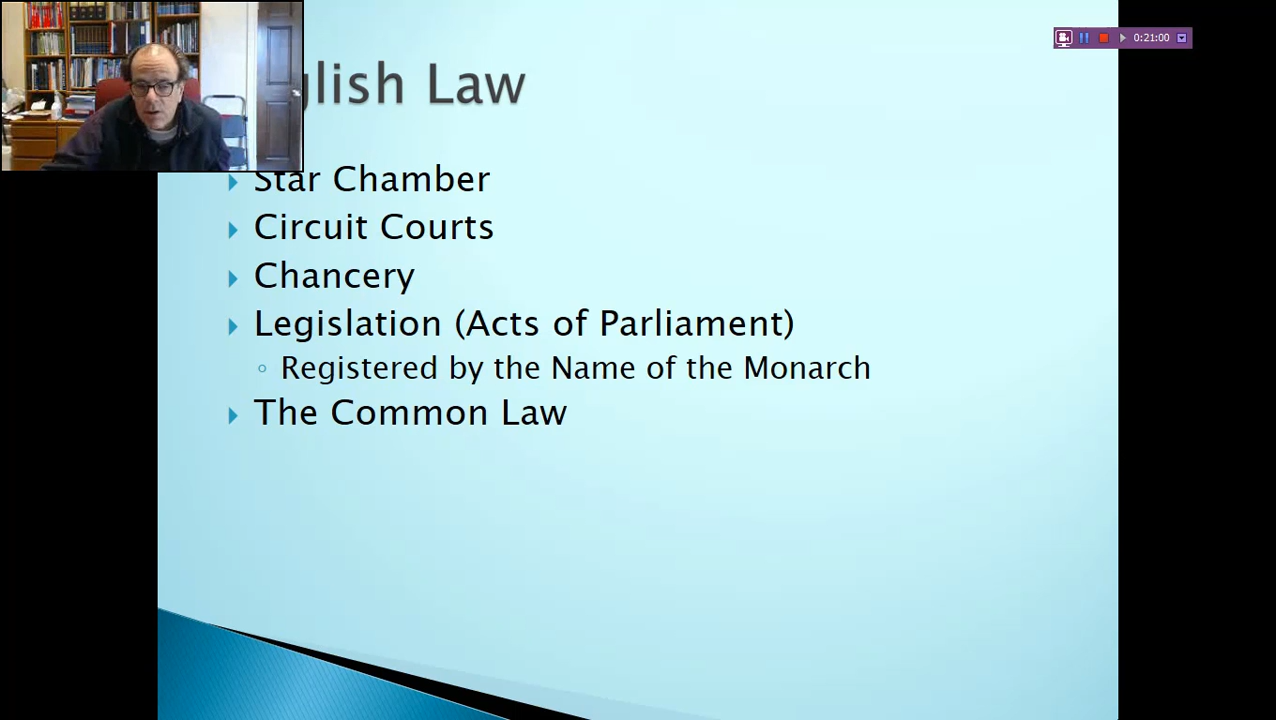 glish Law
Star Chamber
Circuit Courts
Chancery
Legislation (Acts of Parliament)
Registered by the Name of the Monarch
The Common Law
0:21:00